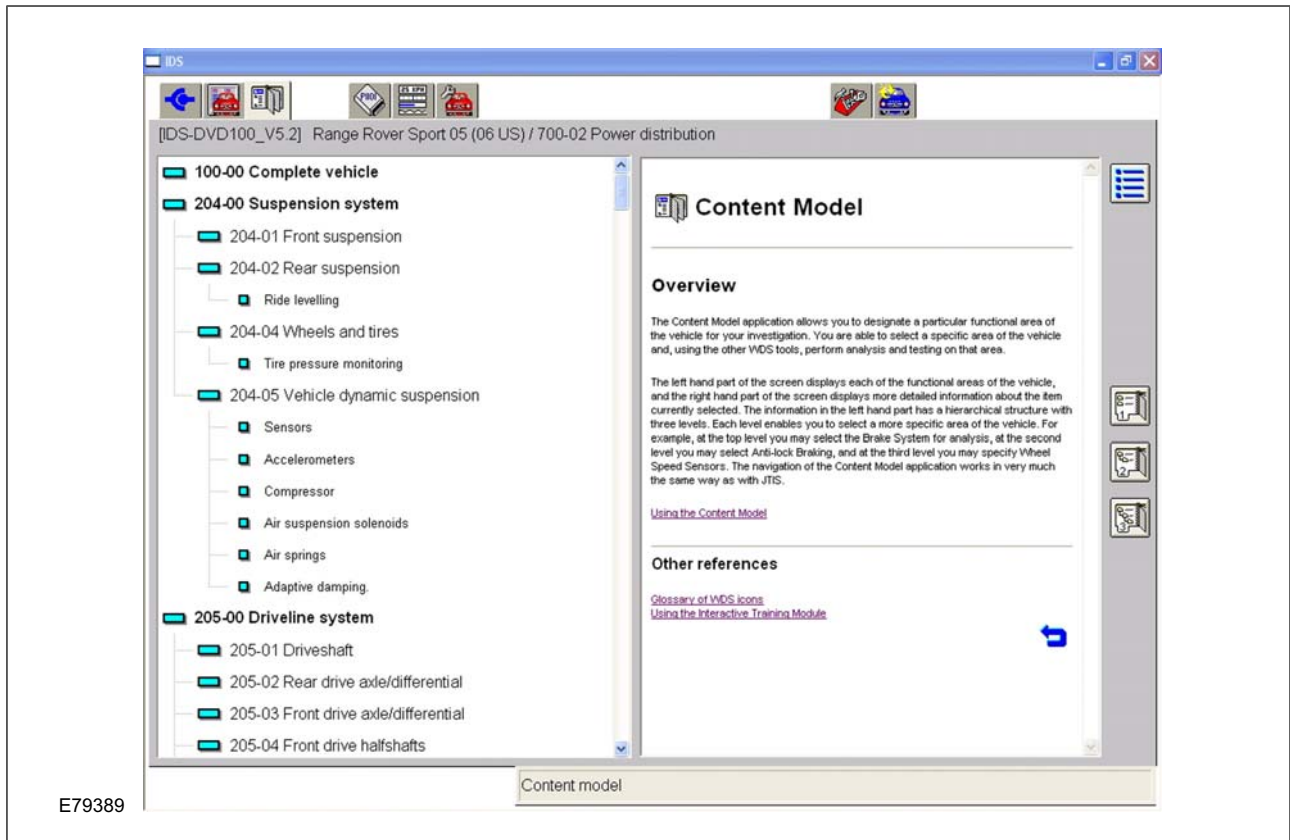 IDS
P1801
25 KPH
[IDS-DVD100_V5.2] Range Rover Sport 05 (06 US) / 700-02 Power distribution
100-00 Complete vehicle
204-00 Suspension system
204-01 Front suspension
204-02 Rear suspension
Ride levelling
204-04 Wheels and tires
Tire pressure monitoring
204-05 Vehicle dynamic suspension
Sensors
Accelerometers
Compressor
Air suspension solenoids
Air springs
Adaptive damping.
205-00 Driveline system
205-01 Driveshaft
205-02 Rear drive axle/differential
205-03 Front drive axle/differential
205-04 Front drive halfshafts
Content Model
Overview
The Content Model application allows you to designate a particular functional area of
the vehicle for your investigation. You are able to select a specific area of the vehicle
and, using the other WDS tools, perform analysis and testing on that area.
The left hand part of the screen displays each of the functional areas of the vehicle,
and the right hand part of the screen displays more detailed information about the item
currently selected. The information in the left hand part has a hierarchical structure with
three levels. Each level enables you to select a more specific area of the vehicle. For
example, at the top level you may select the Brake System for analysis, at the second
level you may select Anti-lock Braking, and at the third level you may specify Wheel
Speed Sensors. The navigation of the Content Model application works in very much
the same way as with JTIS.
Using the Content Model
Other references
Glossary of WDS icons
Using the Interactive Training Module
1
2
3
Content model
E79389